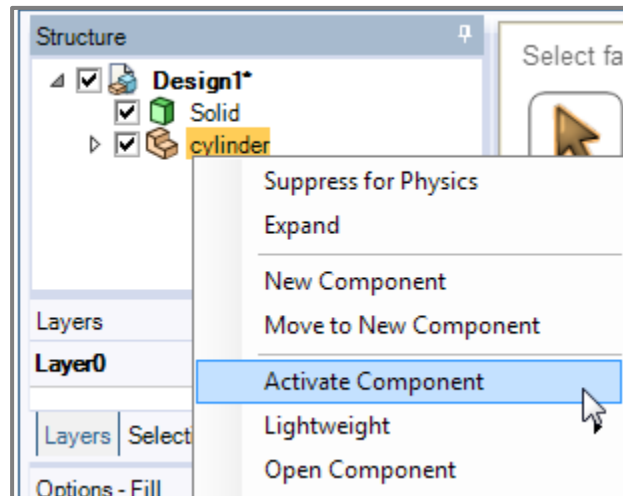 Structure
Select fa
Design1*
Solid
cylinder
Suppress for Physics
Expand
New Component
Move to New Component
Layers
Layer0
Activate Component
Layers Selecti
Lightweight
Open Component
Options - Fill